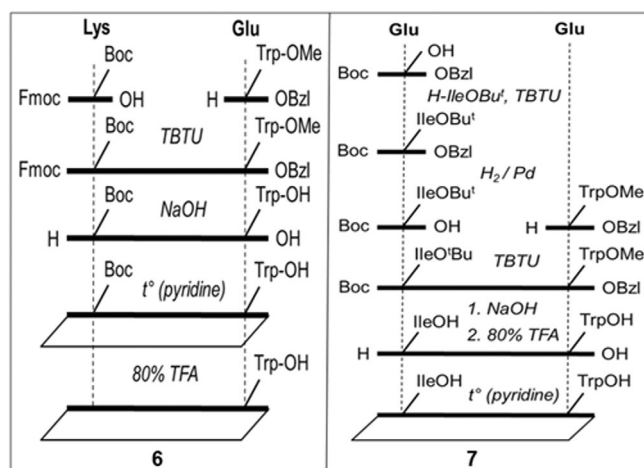 Lys Glu
Boc Trp-OMe
Fmoc OH H OBzl
Boc TBTU Trp-OMe
Fmoc OBzl
Boc NaOH Trp-OH
H OH
Boc t° (pyridine) Trp-OH
80% TFA Trp-OH
6
Glu Glu
OH
Boc OBzl
H-IleOBuᵗ, TBTU
IleOBuᵗ
Boc OBzl
H₂ / Pd
IleOBuᵗ TrpOMe
Boc OH H OBzl
IleOᵗBu TBTU TrpOMe
Boc OBzl
1. NaOH
IleOH 2. 80% TFA TrpOH
H OH
IleOH t° (pyridine) TrpOH
7